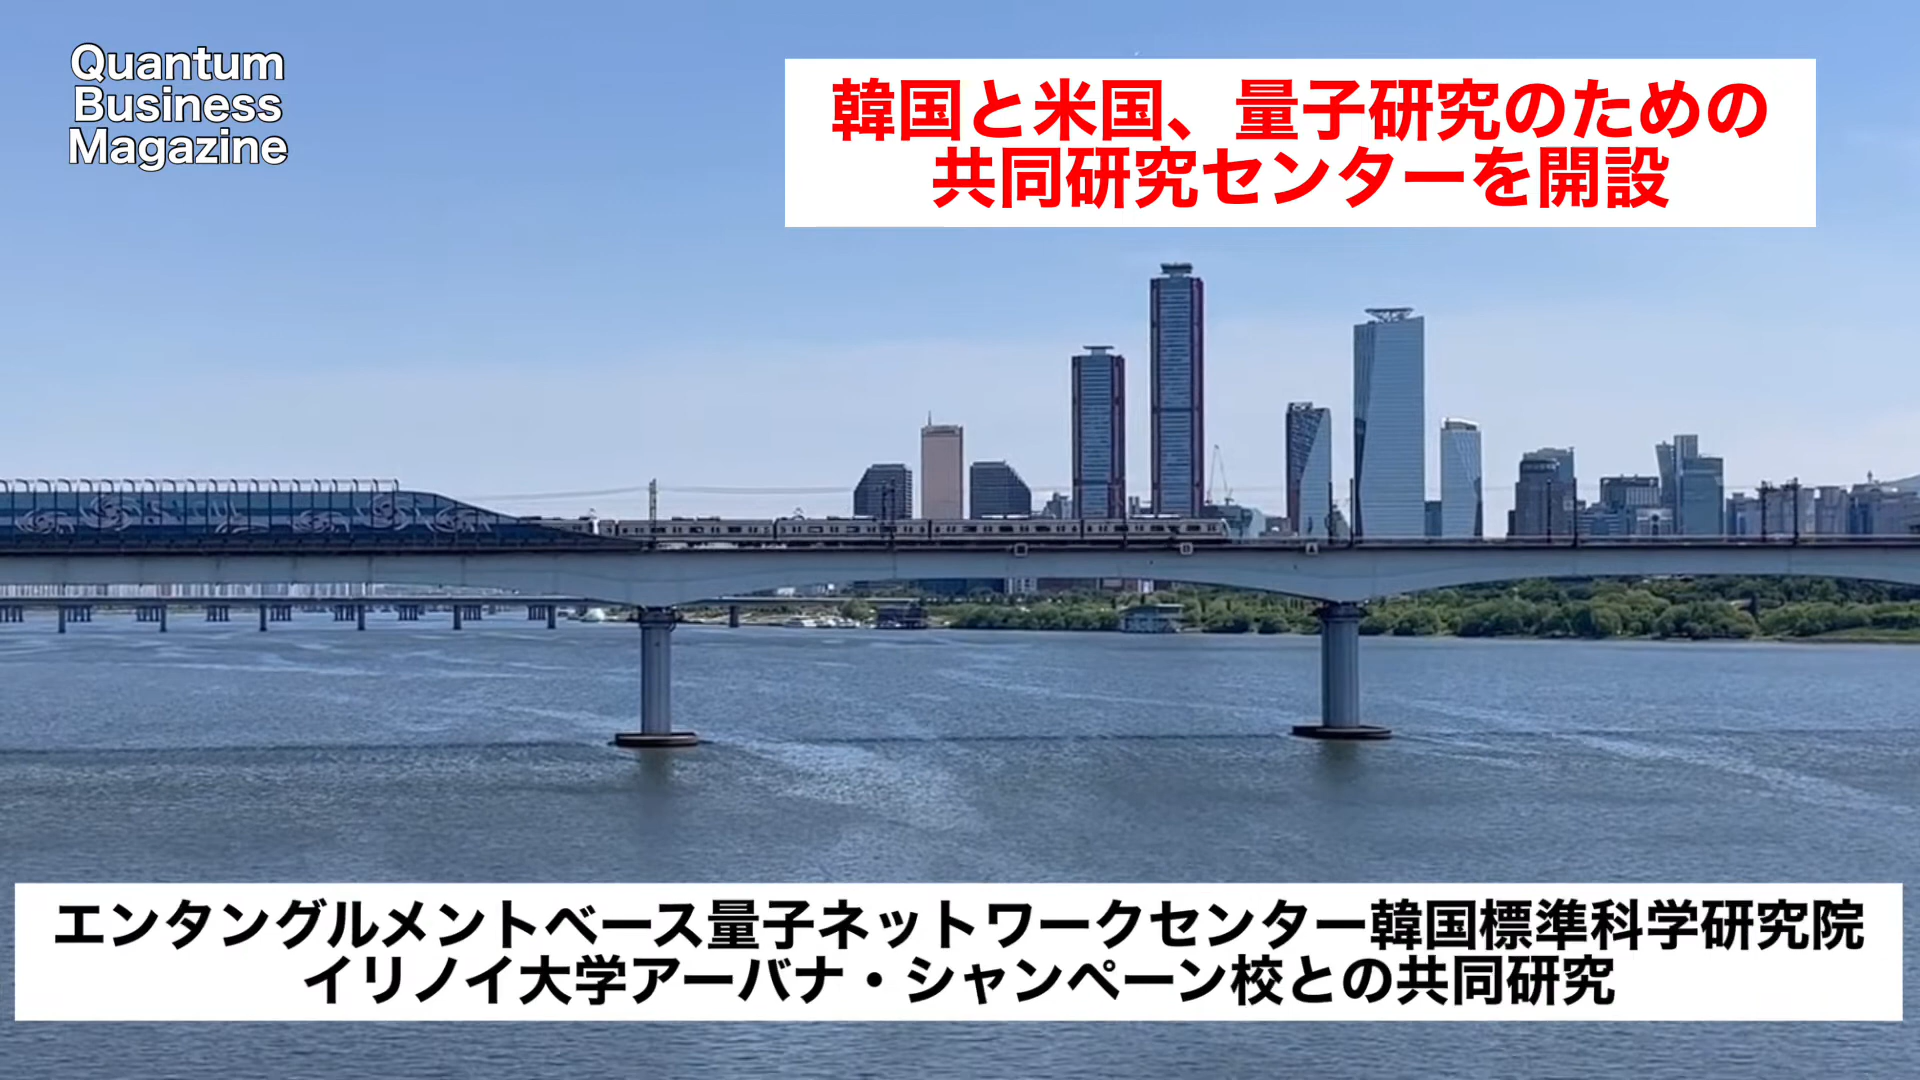 Quantum
Business
Magazine
韓国と米国、量子研究のための
共同研究センターを開設
エンタングルメントベース量子ネットワークセンター韓国標準科学研究院
イリノイ大学アーバナ・シャンペーン校との共同研究